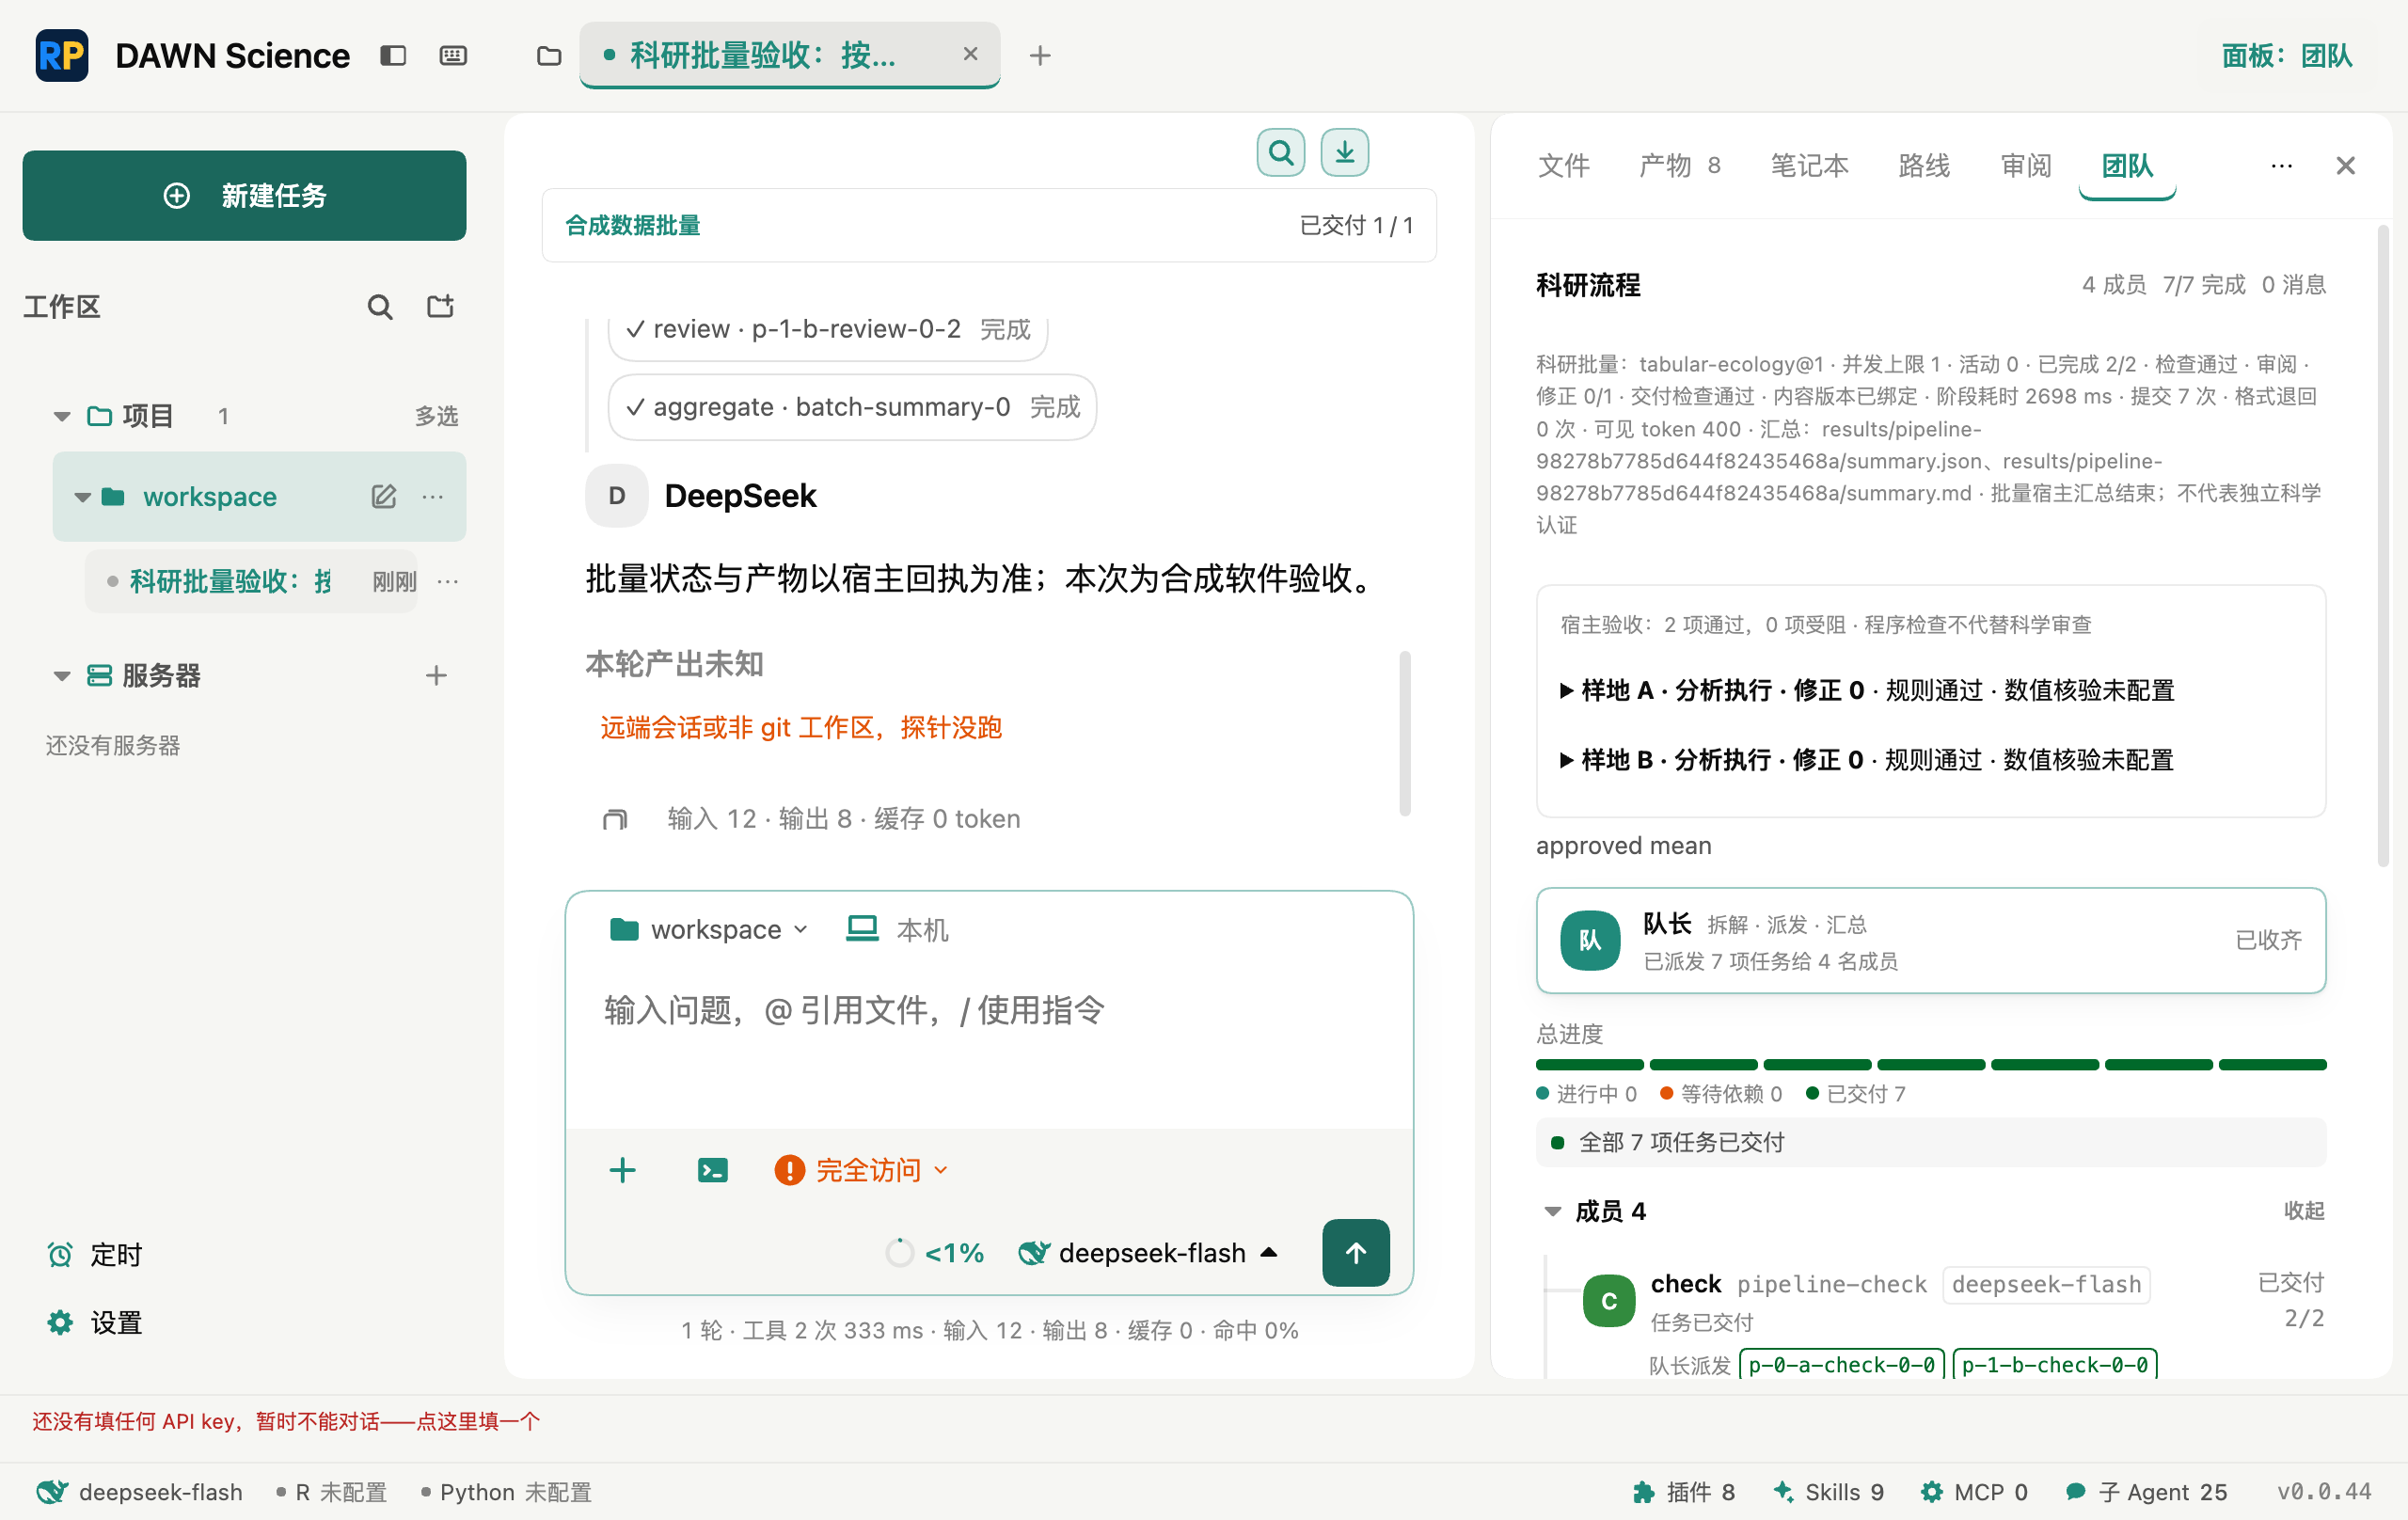 RP DAWN Science
科研批量验收：按...
面板：团队
新建任务
工作区
项目 1 多选
workspace
科研批量验收：按 刚刚
服务器
还没有服务器
定时
设置
合成数据批量 已交付 1 / 1
review · p-1-b-review-0-2 完成
aggregate · batch-summary-0 完成
D DeepSeek
批量状态与产物以宿主回执为准；本次为合成软件验收。
本轮产出未知
远端会话或非 git 工作区，探针没跑
输入 12 · 输出 8 · 缓存 0 token
workspace 本机
输入问题，@ 引用文件，/ 使用指令
完全访问
<1% deepseek-flash
1 轮 · 工具 2 次 333 ms · 输入 12 · 输出 8 · 缓存 0 · 命中 0%
文件 产物 8 笔记本 路线 审阅 团队 ...
科研流程 4 成员 7/7 完成 0 消息
科研批量：tabular-ecology@1 · 并发上限 1 · 活动 0 · 已完成 2/2 · 检查通过 · 审阅 ·
修正 0/1 · 交付检查通过 · 内容版本已绑定 · 阶段耗时 2698 ms · 提交 7 次 · 格式退回
0 次 · 可见 token 400 · 汇总：results/pipeline-
98278b7785d644f82435468a/summary.json、results/pipeline-
98278b7785d644f82435468a/summary.md · 批量宿主汇总结束；不代表独立科学
认证
宿主验收：2 项通过，0 项受阻 · 程序检查不代替科学审查
样地 A · 分析执行 · 修正 0 · 规则通过 · 数值核验未配置
样地 B · 分析执行 · 修正 0 · 规则通过 · 数值核验未配置
approved mean
队 队长 拆解 · 派发 · 汇总
已派发 7 项任务给 4 名成员
已收齐
总进度
进行中 0 等待依赖 0 已交付 7
全部 7 项任务已交付
成员 4 收起
C check pipeline-check deepseek-flash 已交付
任务已交付 2/2
队长派发 p-0-a-check-0-0 p-1-b-check-0-0
还没有填任何 API key，暂时不能对话——点这里填一个
deepseek-flash R 未配置 Python 未配置
插件 8 Skills 9 MCP 0 子 Agent 25 v0.0.44